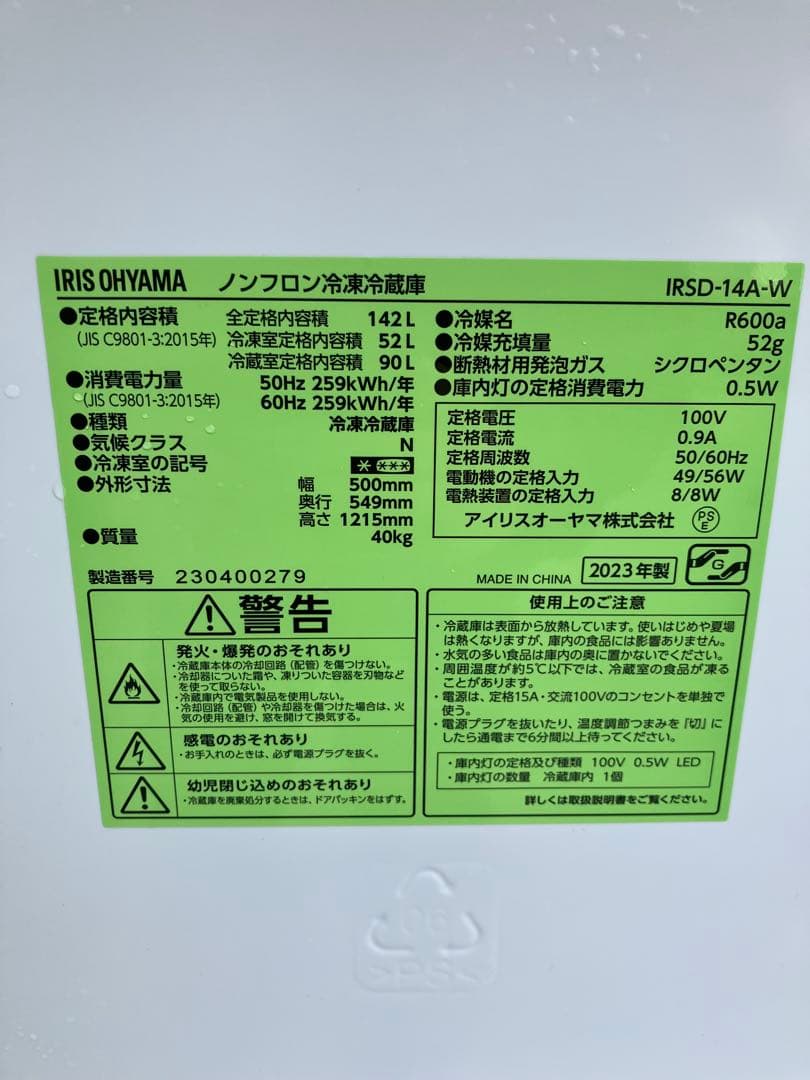 IRIS OHYAMA ノンフロン冷凍冷蔵庫 IRSD-14A-W
●定格内容積 全定格内容積 142L
(JIS C9801-3:2015年) 冷凍室定格内容積 52L
冷蔵室定格内容積 90L
●消費電力量 50Hz 259kWh/年
(JIS C9801-3:2015年) 60Hz 259kWh/年
●種類 冷凍冷蔵庫
●気候クラス N
●冷凍室の記号 * ***
●外形寸法 幅 500mm
奥行 549mm
高さ 1215mm
●質量 40kg
●冷媒名 R600a
●冷媒充填量 52g
●断熱材用発泡ガス シクロペンタン
●庫内灯の定格消費電力 0.5W
定格電圧 100V
定格電流 0.9A
定格周波数 50/60Hz
電動機の定格入力 49/56W
電熱装置の定格入力 8/8W
アイリスオーヤマ株式会社 PSE
製造番号 230400279
MADE IN CHINA 2023年製 G
警告
発火・爆発のおそれあり
・冷蔵庫本体の冷却回路(配管)を傷つけない。
・冷却器についた霜や、凍りついた容器を刃物など
を使って取らない。
・冷蔵庫内で電気製品を使用しない。
・冷却回路(配管)や冷却器を傷つけた場合は、火
気の使用を避け、窓を開けて換気する。
感電のおそれあり
・お手入れのときは、必ず電源プラグを抜く。
幼児閉じ込めのおそれあり
・冷蔵庫を廃棄処分するときは、ドアパッキンをはずす。
使用上のご注意
・冷蔵庫は表面から放熱しています。使いはじめや夏場
は熱くなりますが、庫内の食品には影響ありません。
・水気の多い食品は庫内の奥に置かないでください。
・周囲温度が約5℃以下では、冷蔵室の食品が凍る
ことがあります。
・電源は、定格15A・交流100Vのコンセントを単独で
使う。
・電源プラグを抜いたり、温度調節つまみを「切」に
したら通電まで6分間以上待ってください。
・庫内灯の定格及び種類 100V 0.5W LED
・庫内灯の数量 冷蔵庫内 1個
詳しくは取扱説明書をご覧ください。
06
>PS<